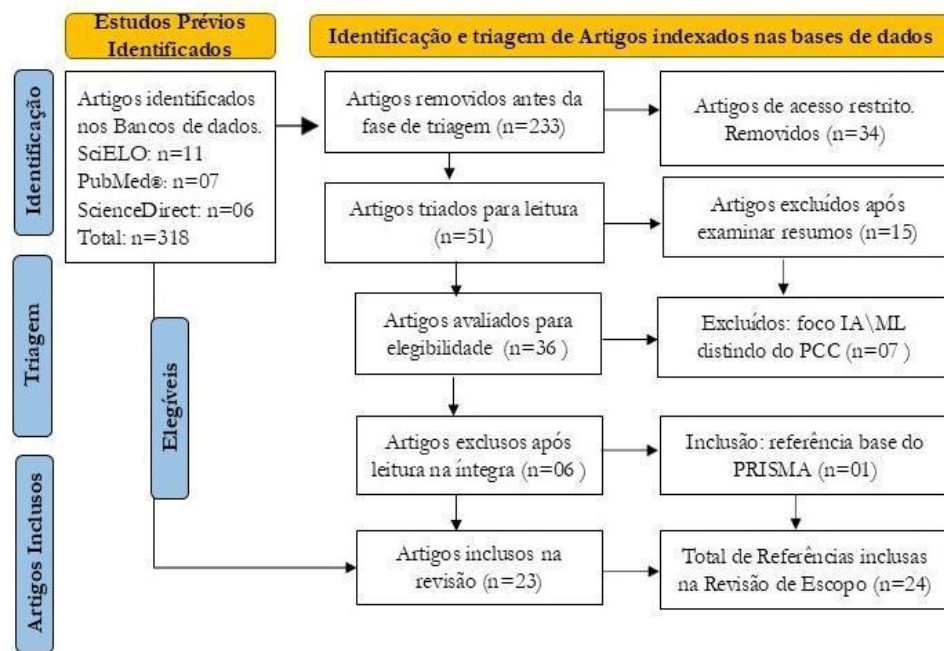 Estudos Prévios
Identificados
Identificação e triagem de Artigos indexados nas bases de dados
Identificação
Artigos identificados
nos Bancos de dados.
SciELO: n=11
PubMed®: n=07
ScienceDirect: n=06
Total: n=318
Artigos removidos antes da
fase de triagem (n=233)
Artigos de acesso restrito.
Removidos (n=34)
Artigos triados para leitura
(n=51)
Artigos excluídos após
examinar resumos (n=15)
Triagem
Elegíveis
Artigos avaliados para
elegibilidade (n=36 )
Excluídos: foco IA\ML
distindo do PCC (n=07 )
Artigos exclusos após
leitura na íntegra (n=06 )
Inclusão: referência base do
PRISMA (n=01)
Artigos Inclusos
Artigos inclusos na
revisão (n=23)
Total de Referências inclusas
na Revisão de Escopo (n=24)